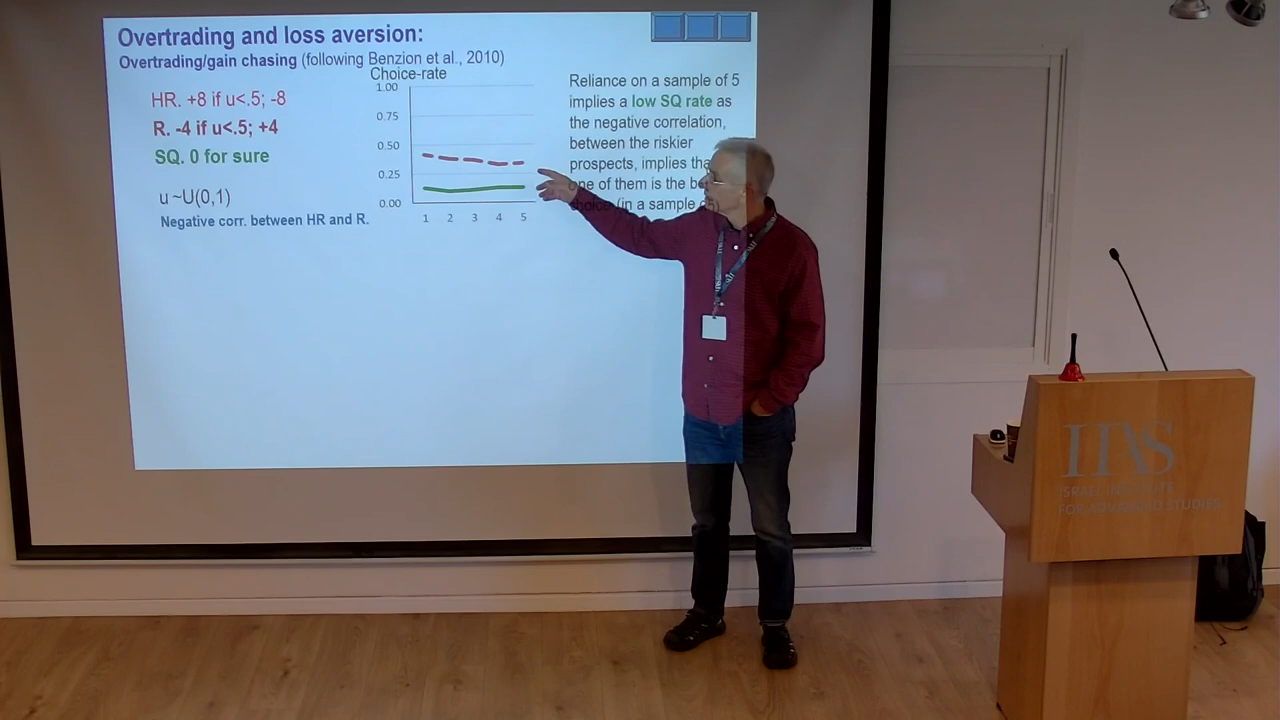 Overtrading and loss aversion:
Overtrading/gain chasing (following Benzion et al., 2010)
HR. +8 if u<.5; -8
R. -4 if u<.5; +4
SQ. 0 for sure
u ~U(0,1)
Negative corr. between HR and R.
Choice-rate
1.00
0.75
0.50
0.25
0.00
1 2 3 4 5
Reliance on a sample of 5
implies a low SQ rate as
the negative correlation,
between the riskier
prospects, implies
one of them is the
choice (in a sample
IIAS
ISRAEL INSTITUTE
FOR ADVANCED STUDIES